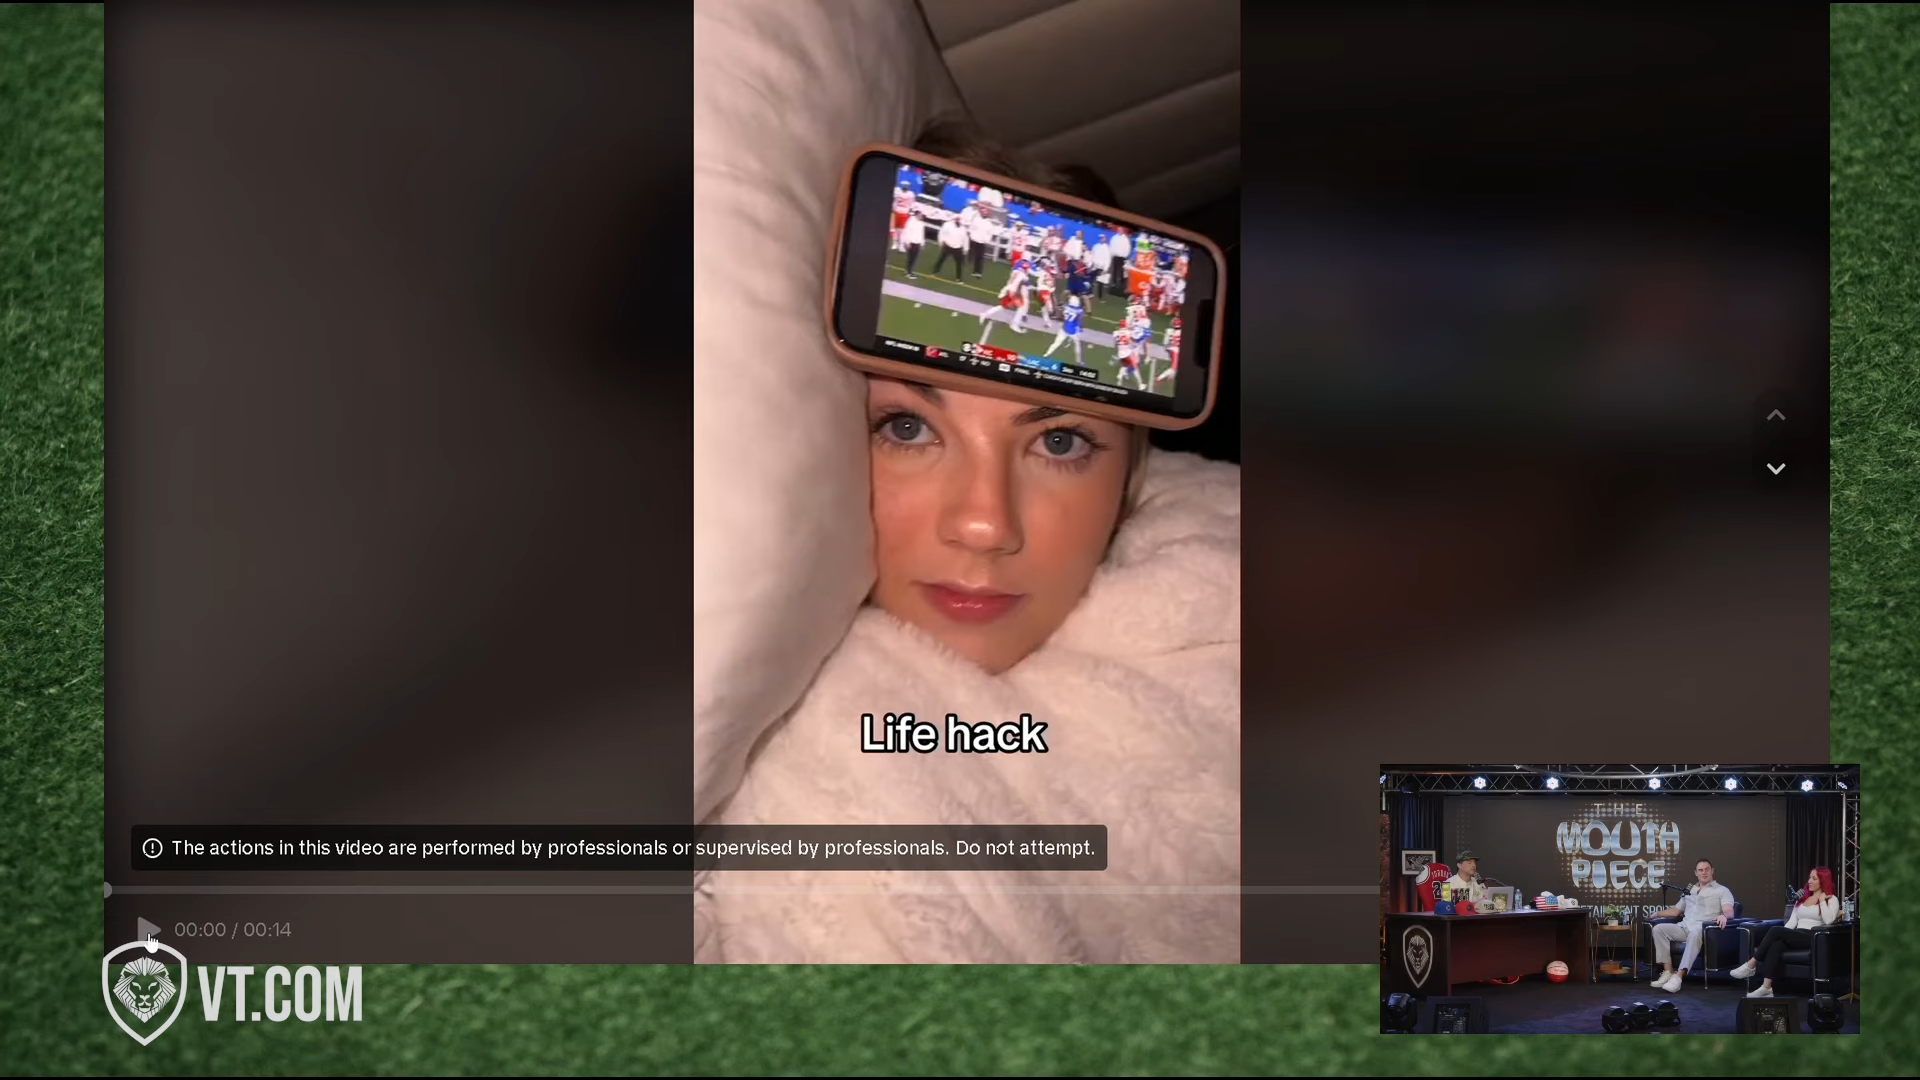 Life hack
The actions in this video are performed by professionals or supervised by professionals. Do not attempt.
00:00 / 00:14
VT.COM
THE
MOUTH
PIECE